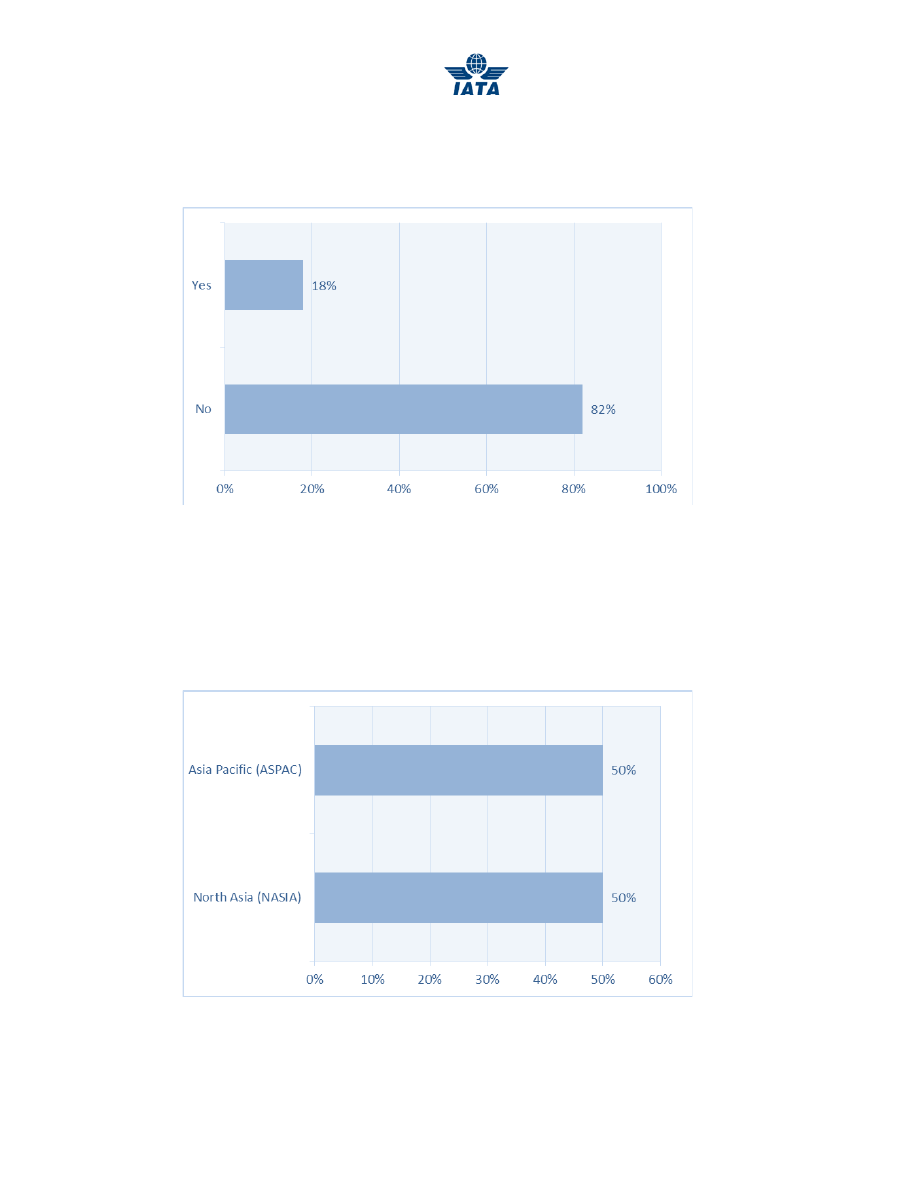 IATA
Yes
18%
No
82%
0% 20% 40% 60% 80% 100%
Asia Pacific (ASPAC)
50%
North Asia (NASIA)
50%
0% 10% 20% 30% 40% 50% 60%